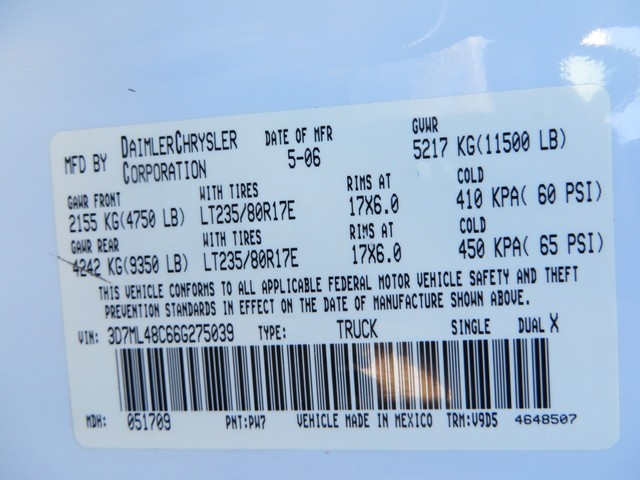 MFD BY DAIMLERCHRYSLER CORPORATION DATE OF MFR 5-06 GVWR 5217 KG(11500 LB)
GAWR FRONT WITH TIRES RIMS AT COLD
2155 KG(4750 LB) LT235/80R17E 17X6.0 410 KPA( 60 PSI)
GAWR REAR WITH TIRES RIMS AT COLD
4242 KG(9350 LB) LT235/80R17E 17X6.0 450 KPA( 65 PSI)
THIS VEHICLE CONFORMS TO ALL APPLICABLE FEDERAL MOTOR VEHICLE SAFETY AND THEFT
PREVENTION STANDARDS IN EFFECT ON THE DATE OF MANUFACTURE SHOWN ABOVE.
VIN: 3D7ML48C66G275039 TYPE: TRUCK SINGLE DUAL X
MDH: 051709 PNT:PW7 VEHICLE MADE IN MEXICO TRM:V9D5 4648507